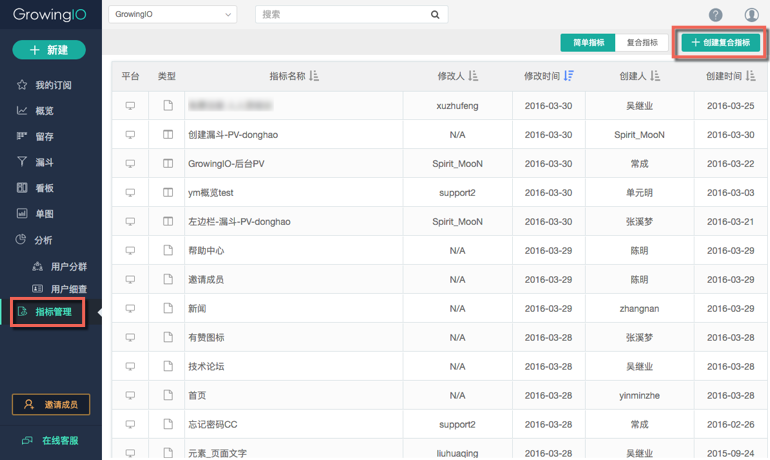 GrowingIO
GrowingIO
搜索
?
+ 新建
简单指标
复合指标
+ 创建复合指标
我的订阅
概览
留存
漏斗
看板
单图
分析
用户分群
用户细查
指标管理
邀请成员
在线客服
平台 类型 指标名称 修改人 修改时间 创建人 创建时间
xuzhufeng 2016-03-30 吴继业 2016-03-25
创建漏斗-PV-donghao N/A 2016-03-30 Spirit_MooN 2016-03-30
GrowingIO-后台PV Spirit_MooN 2016-03-30 常成 2016-03-22
ym概览test support2 2016-03-30 单元明 2016-03-03
左边栏-漏斗-PV-donghao Spirit_MooN 2016-03-30 张溪梦 2016-03-21
帮助中心 N/A 2016-03-29 陈明 2016-03-29
邀请成员 N/A 2016-03-29 陈明 2016-03-29
新闻 N/A 2016-03-29 zhangnan 2016-03-29
有赞图标 N/A 2016-03-28 张溪梦 2016-03-28
技术论坛 N/A 2016-03-28 吴继业 2016-03-28
首页 N/A 2016-03-28 yinminzhe 2016-03-28
忘记密码CC support2 2016-03-28 常成 2016-02-26
元素_页面文字 liuhuaqing 2016-03-28 吴继业 2015-09-24